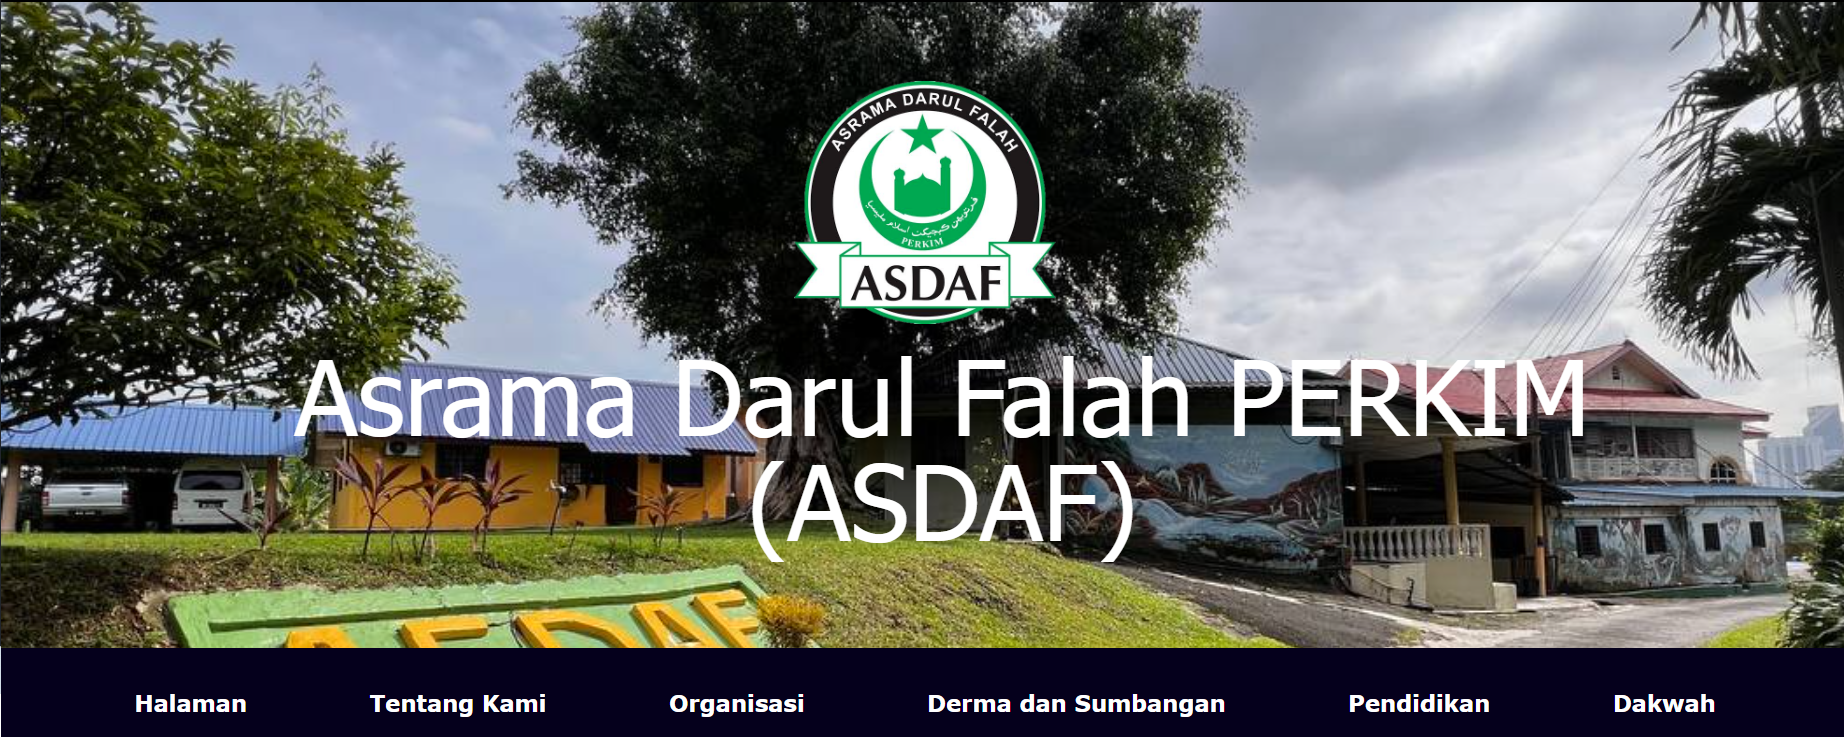 ASRAMA DARUL FALAH
PERKIM
ASDAF
Asrama Darul Falah PERKIM
(ASDAF)
ASDAF
Halaman
Tentang Kami
Organisasi
Derma dan Sumbangan
Pendidikan
Dakwah